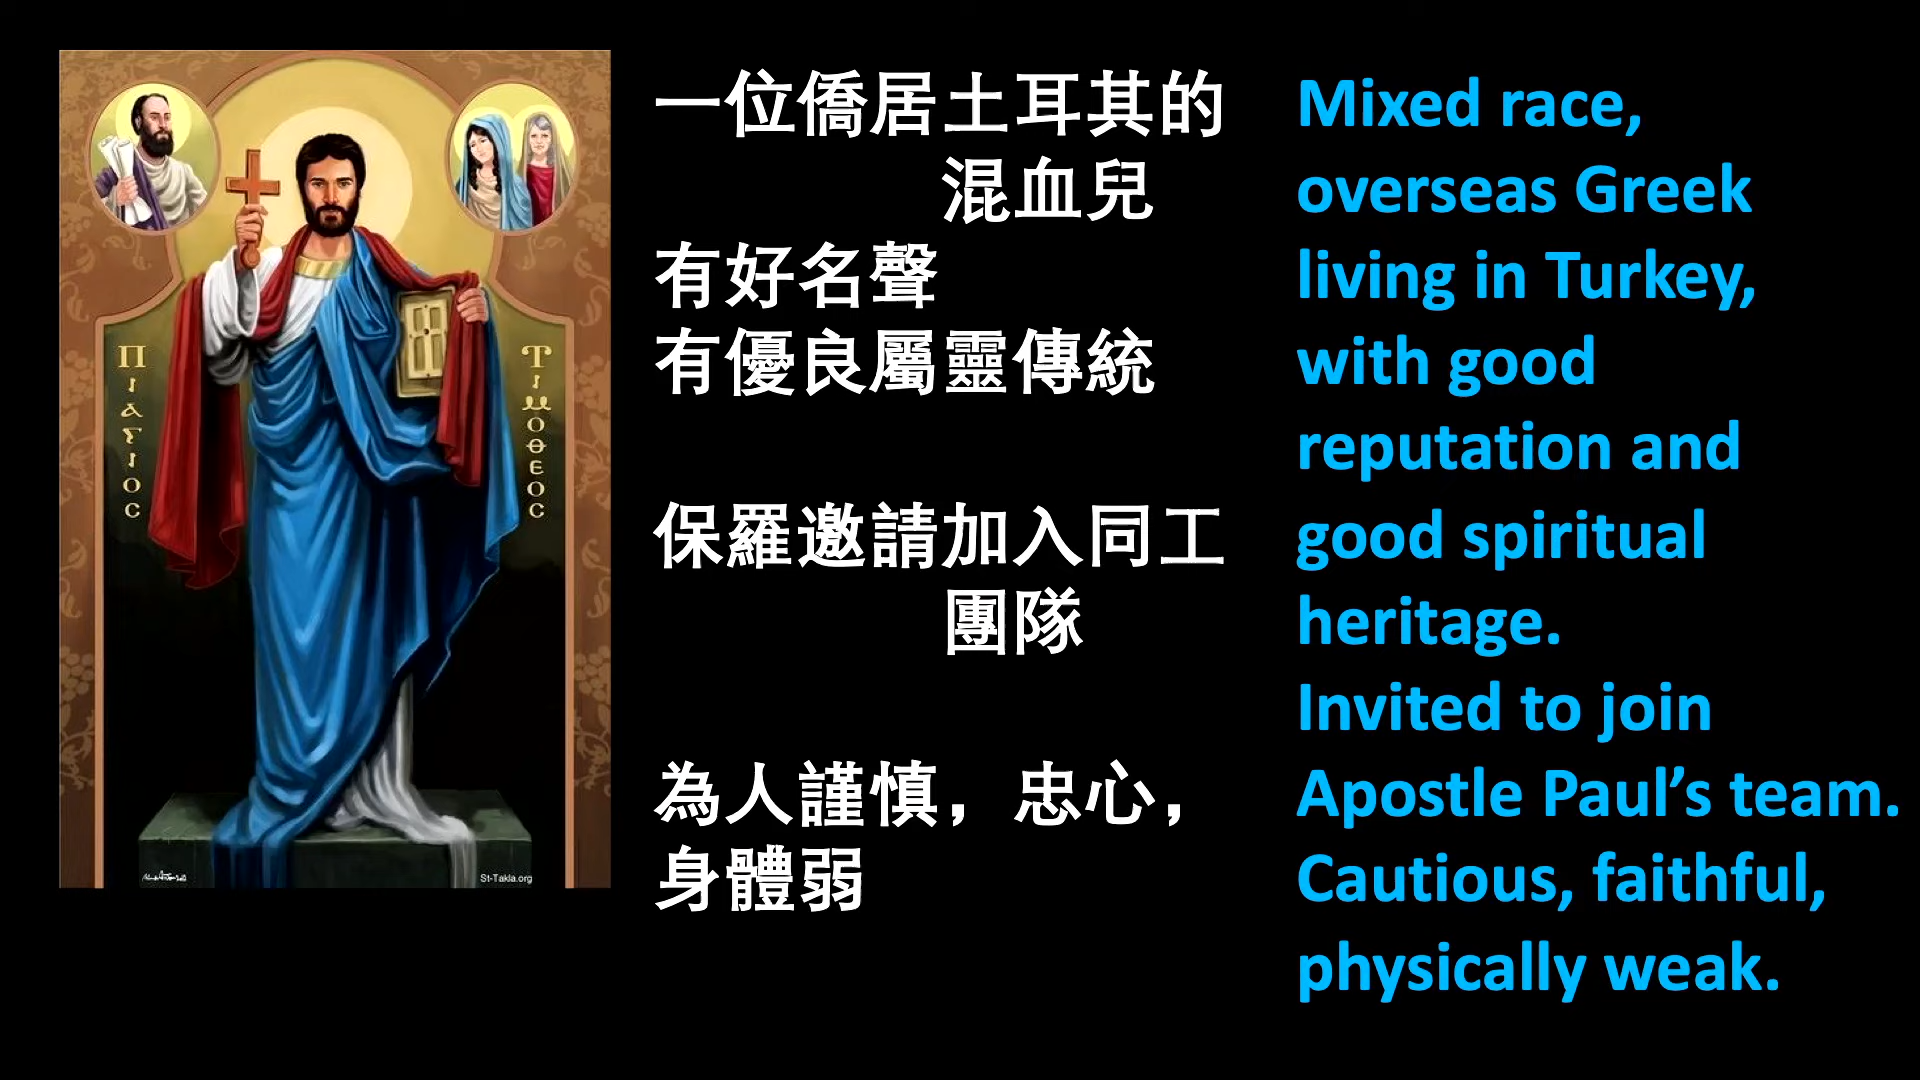 一位僑居土耳其的
混血兒
有好名聲
有優良屬靈傳統
保羅邀請加入同工
團隊
為人謹慎，忠心，
身體弱
Mixed race,
overseas Greek
living in Turkey,
with good
reputation and
good spiritual
heritage.
Invited to join
Apostle Paul’s team.
Cautious, faithful,
physically weak.
St-Takla.org